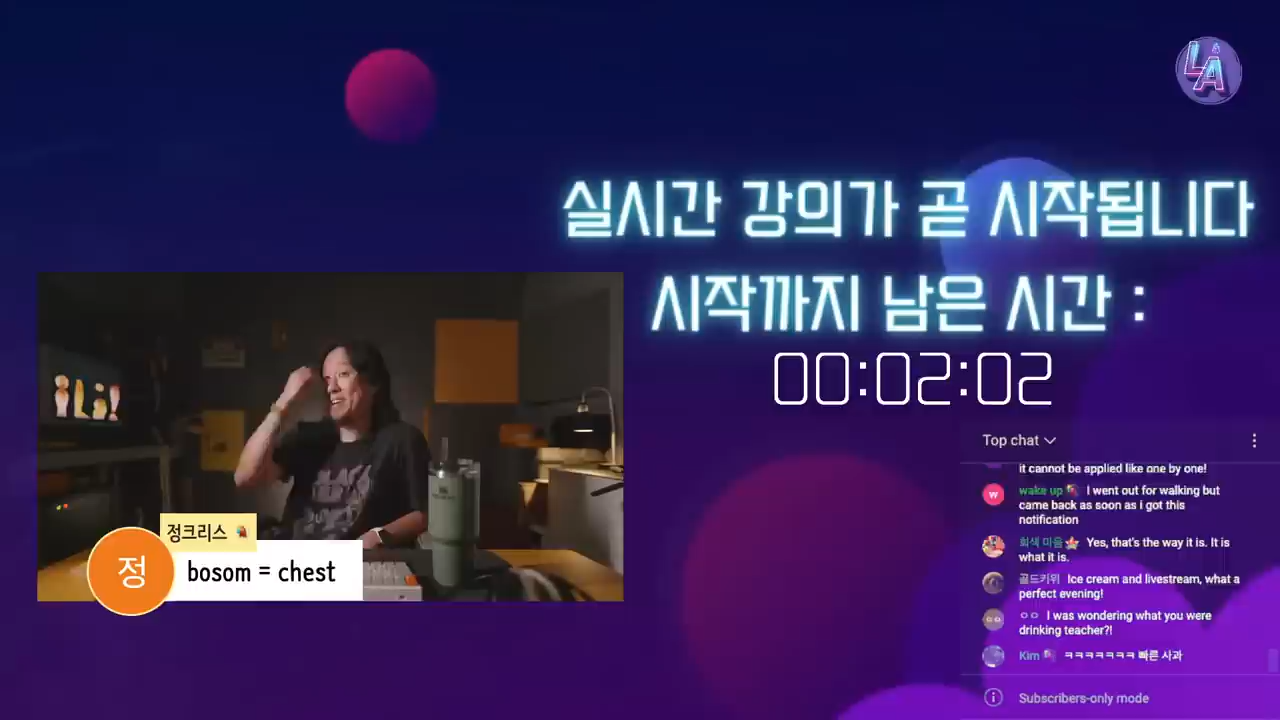 LA
실시간 강의가 곧 시작됩니다
시작까지 남은 시간 :
00:02:02
iLi!
정크리스
정
bosom = chest
Top chat
it cannot be applied like one by one!
W
wake up I went out for walking but
came back as soon as I got this
notification
회색 마을 Yes, that's the way it is. It is
what it is.
골드키위 Ice cream and livestream, what a
perfect evening!
ㅇㅇ I was wondering what you were
drinking teacher?!
Kim ㅋㅋㅋㅋㅋㅋㅋ 빠른 사과
Subscribers-only mode